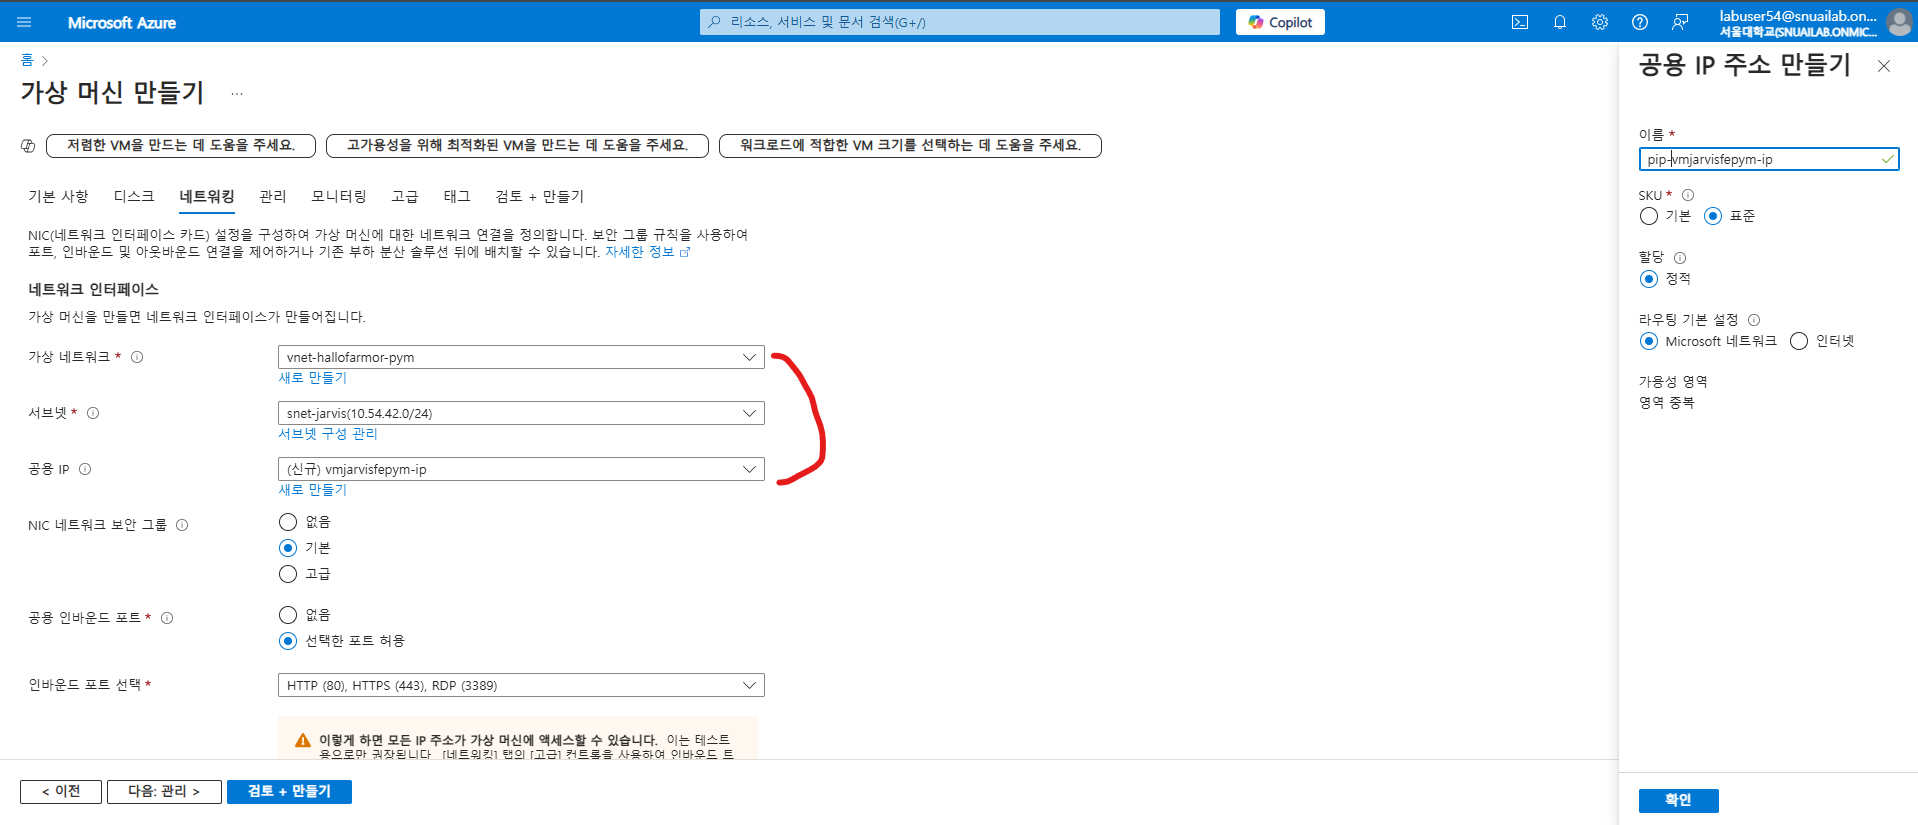 Microsoft Azure
리소스, 서비스 및 문서 검색(G+/)
Copilot
labuser54@snuailab.on...
서울대학교(SNUAILAB.ONMIC...
홈
가상 머신 만들기 ...
저렴한 VM을 만드는 데 도움을 주세요.
고가용성을 위해 최적화된 VM을 만드는 데 도움을 주세요.
워크로드에 적합한 VM 크기를 선택하는 데 도움을 주세요.
기본 사항 디스크 네트워킹 관리 모니터링 고급 태그 검토 + 만들기
NIC(네트워크 인터페이스 카드) 설정을 구성하여 가상 머신에 대한 네트워크 연결을 정의합니다. 보안 그룹 규칙을 사용하여
포트, 인바운드 및 아웃바운드 연결을 제어하거나 기존 부하 분산 솔루션 뒤에 배치할 수 있습니다. 자세한 정보
네트워크 인터페이스
가상 머신을 만들면 네트워크 인터페이스가 만들어집니다.
가상 네트워크 *
vnet-hallofarmor-pym
새로 만들기
서브넷 *
snet-jarvis(10.54.42.0/24)
서브넷 구성 관리
공용 IP
(신규) vmjarvisfepym-ip
새로 만들기
NIC 네트워크 보안 그룹
없음
기본
고급
공용 인바운드 포트 *
없음
선택한 포트 허용
인바운드 포트 선택 *
HTTP (80), HTTPS (443), RDP (3389)
이렇게 하면 모든 IP 주소가 가상 머신에 액세스할 수 있습니다. 이는 테스트
용으로만 권장됩니다. [네트워킹] 탭의 [고급] 컨트롤을 사용하여 인바운드 트
< 이전
다음: 관리 >
검토 + 만들기
공용 IP 주소 만들기
이름 *
pip-vmjarvisfepym-ip
SKU *
기본 표준
할당
정적
라우팅 기본 설정
Microsoft 네트워크 인터넷
가용성 영역
영역 중복
확인